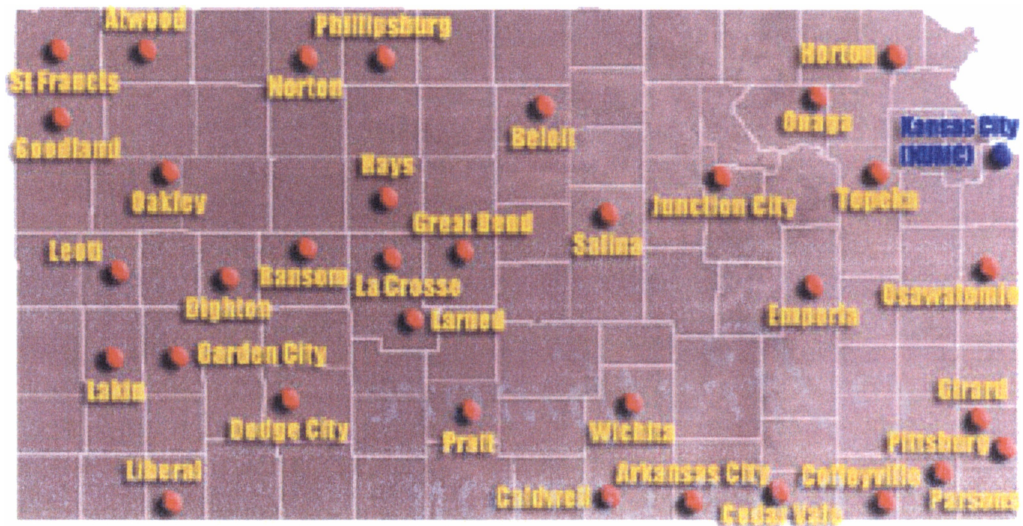 Atwood
Phillipsburg
Horton
St Francis
Norton
Onaga
Kansas City
(KUMC)
Goodland
Beloit
Hays
Oakley
Junction City
Topeka
Great Bend
Salina
Leoti
Ransom
La Crosse
Osawatomie
Dighton
Emporia
Larned
Garden City
Lakin
Girard
Dodge City
Pratt
Wichita
Pittsburg
Liberal
Arkansas City
Coffeyville
Caldwell
Cedar Vale
Parsons